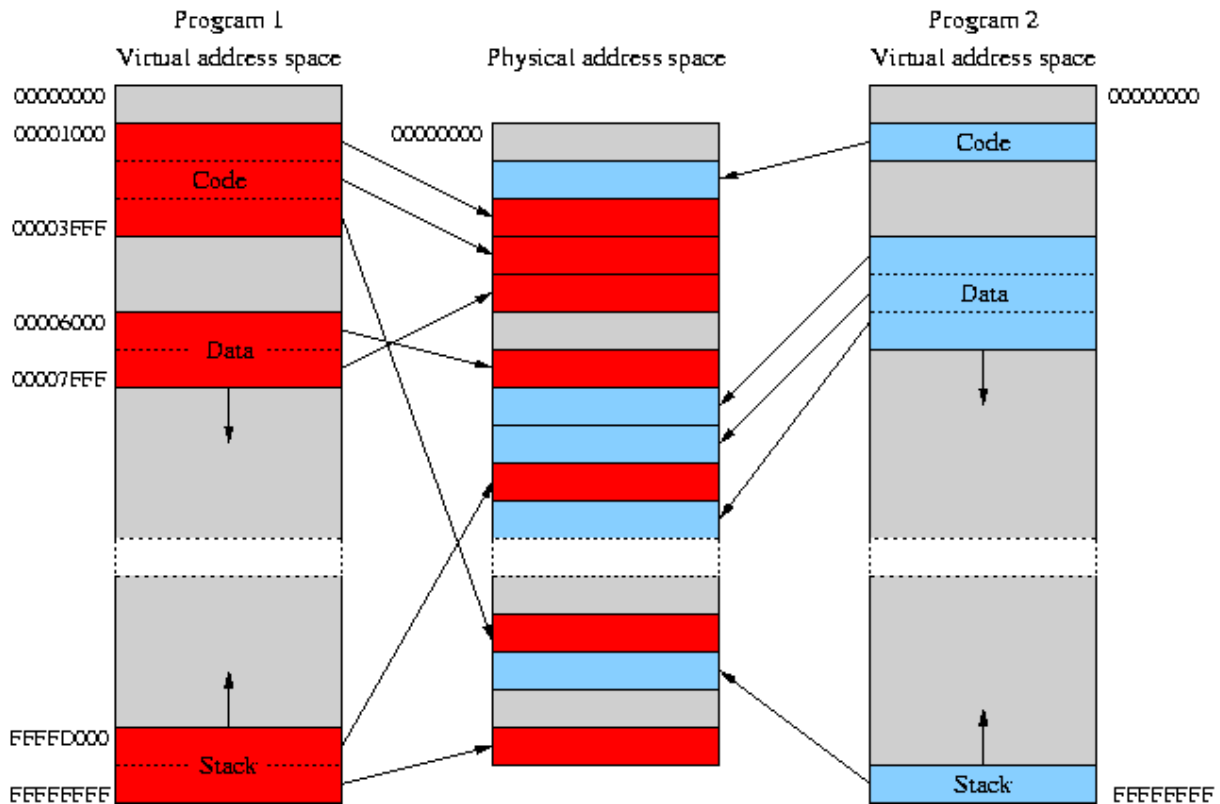 Program 1
Virtual address space
Physical address space
Program 2
Virtual address space
00000000
00001000
Code
00003FFF
00006000
Data
00007FFF
FFFFD000
Stack
FFFFFFFF
00000000
00000000
Code
Data
Stack
FFFFFFFF